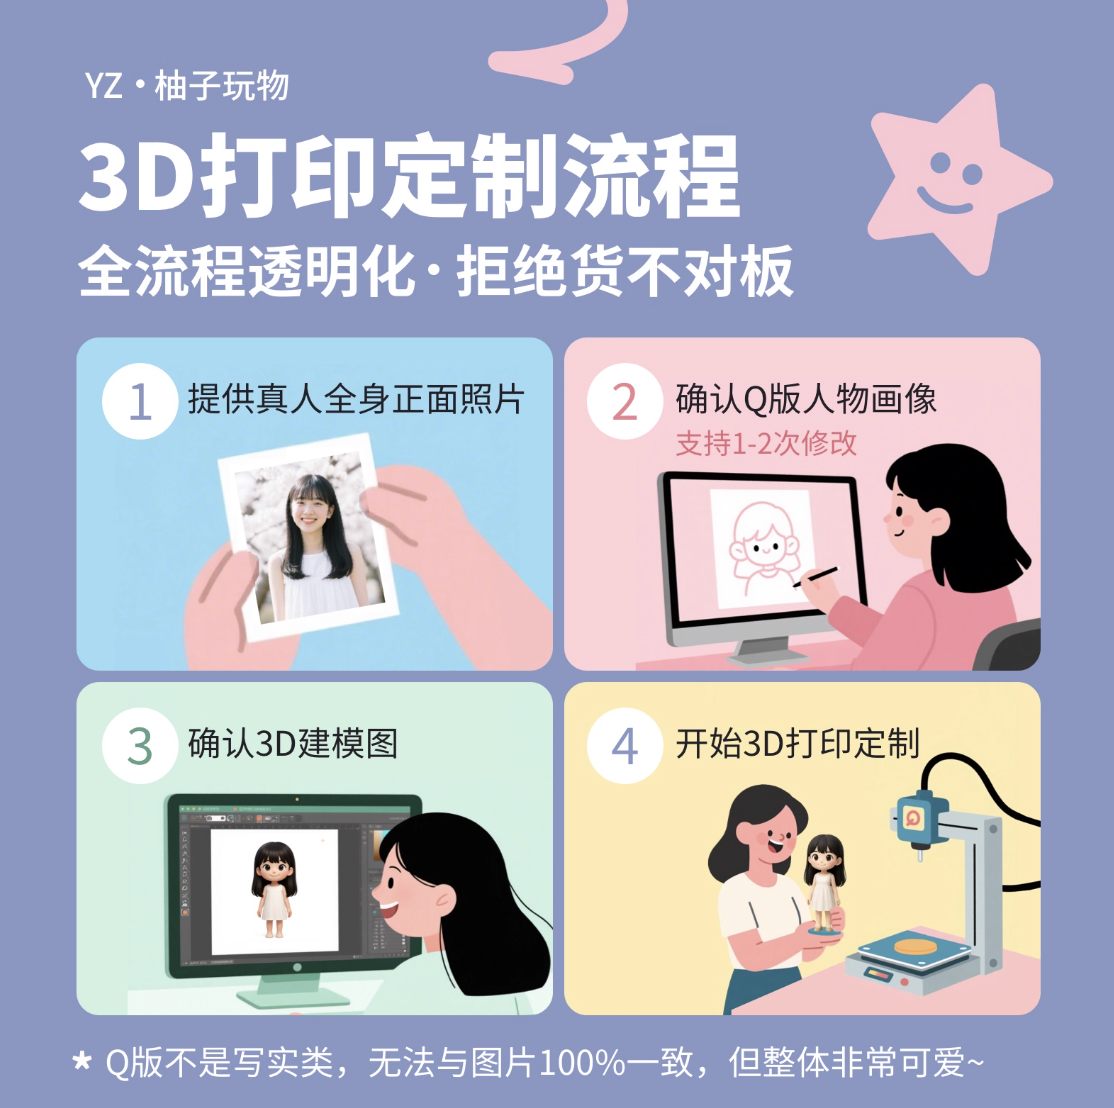 YZ·柚子玩物
3D打印定制流程
全流程透明化·拒绝货不对板
1 提供真人全身正面照片
2 确认Q版人物画像
支持1-2次修改
3 确认3D建模图
4 开始3D打印定制
* Q版不是写实类，无法与图片100%一致，但整体非常可爱~